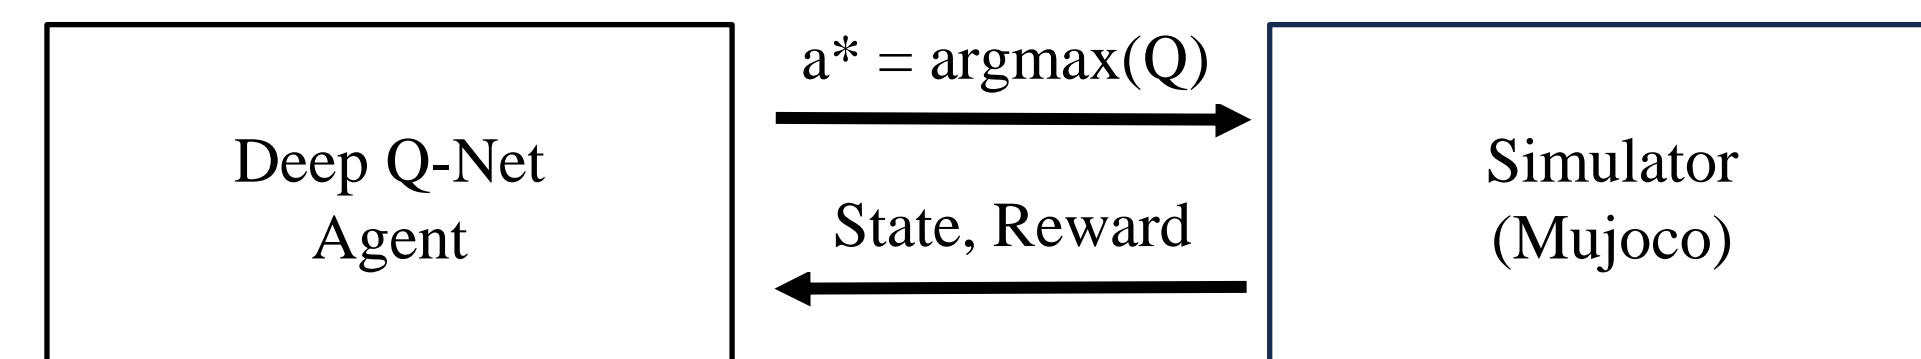 Deep Q-Net
Agent
a* = argmax(Q)
State, Reward
Simulator
(Mujoco)